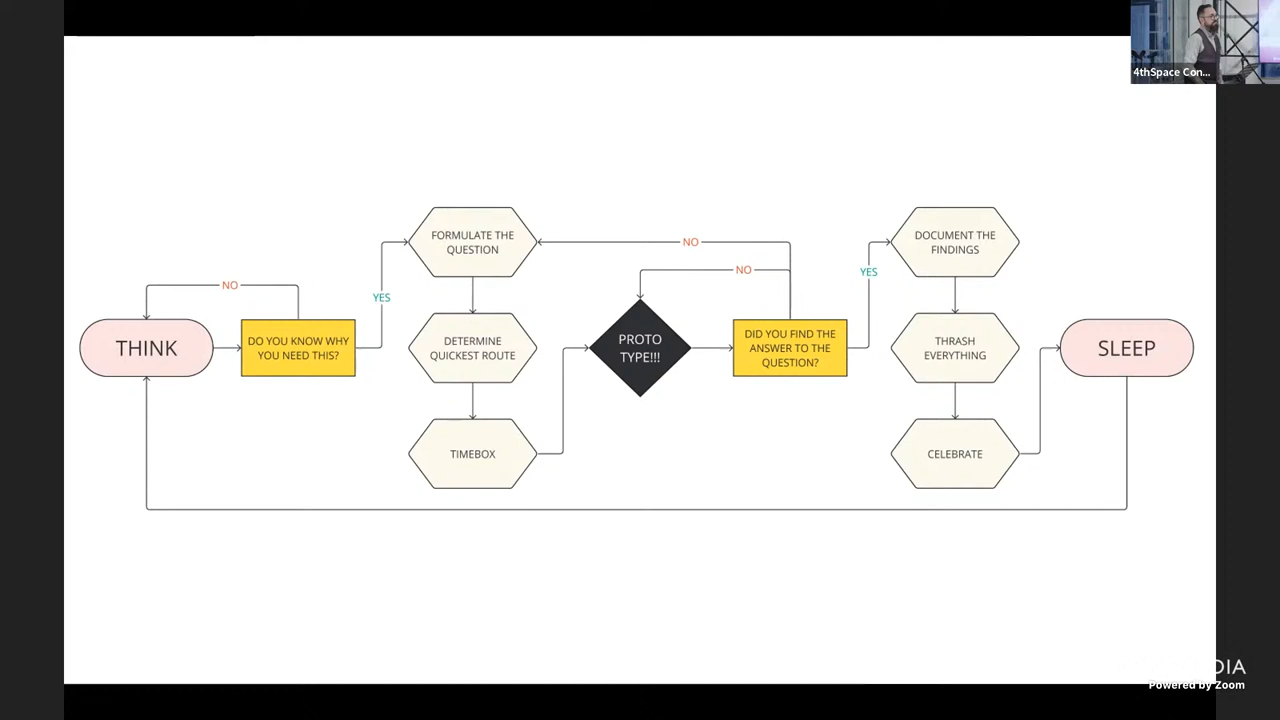 4thSpace Con...
FORMULATE THE
QUESTION
NO
DOCUMENT THE
FINDINGS
NO
YES
NO
YES
THINK
DO YOU KNOW WHY
YOU NEED THIS?
DETERMINE
QUICKEST ROUTE
PROTO
TYPE!!!
DID YOU FIND THE
ANSWER TO THE
QUESTION?
THRASH
EVERYTHING
SLEEP
TIMEBOX
CELEBRATE
Powered by Zoom